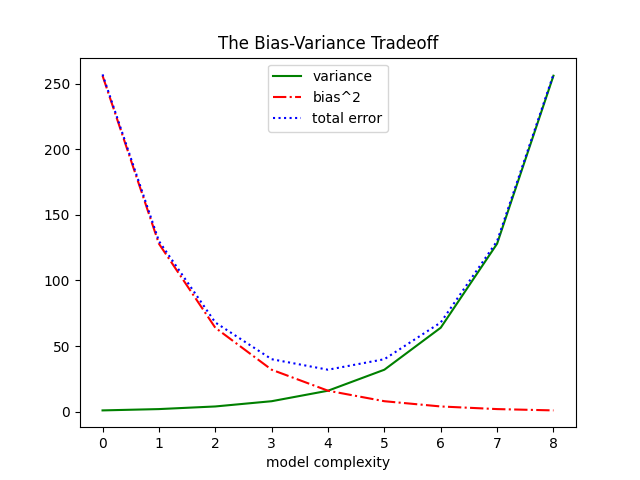 The Bias-Variance Tradeoff
variance
bias^2
total error
250
200
150
100
50
0
0 1 2 3 4 5 6 7 8
model complexity